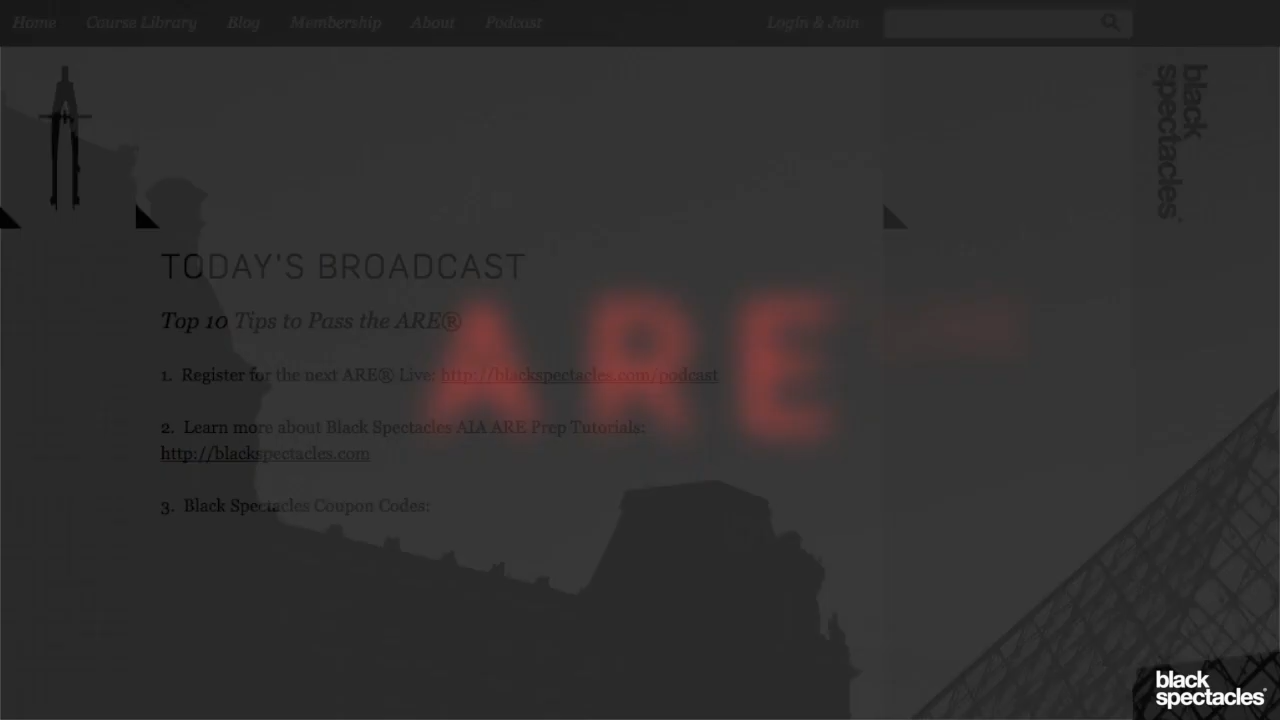 Home Course Library Blog Membership About Podcast Login & Join
black
spectacles
TODAY'S BROADCAST
Top 10 Tips to Pass the ARE®
ARE
1. Register for the next ARE® Live: http://blackspectacles.com/podcast
2. Learn more about Black Spectacles AIA ARE Prep Tutorials:
http://blackspectacles.com
3. Black Spectacles Coupon Codes:
black
spectacles